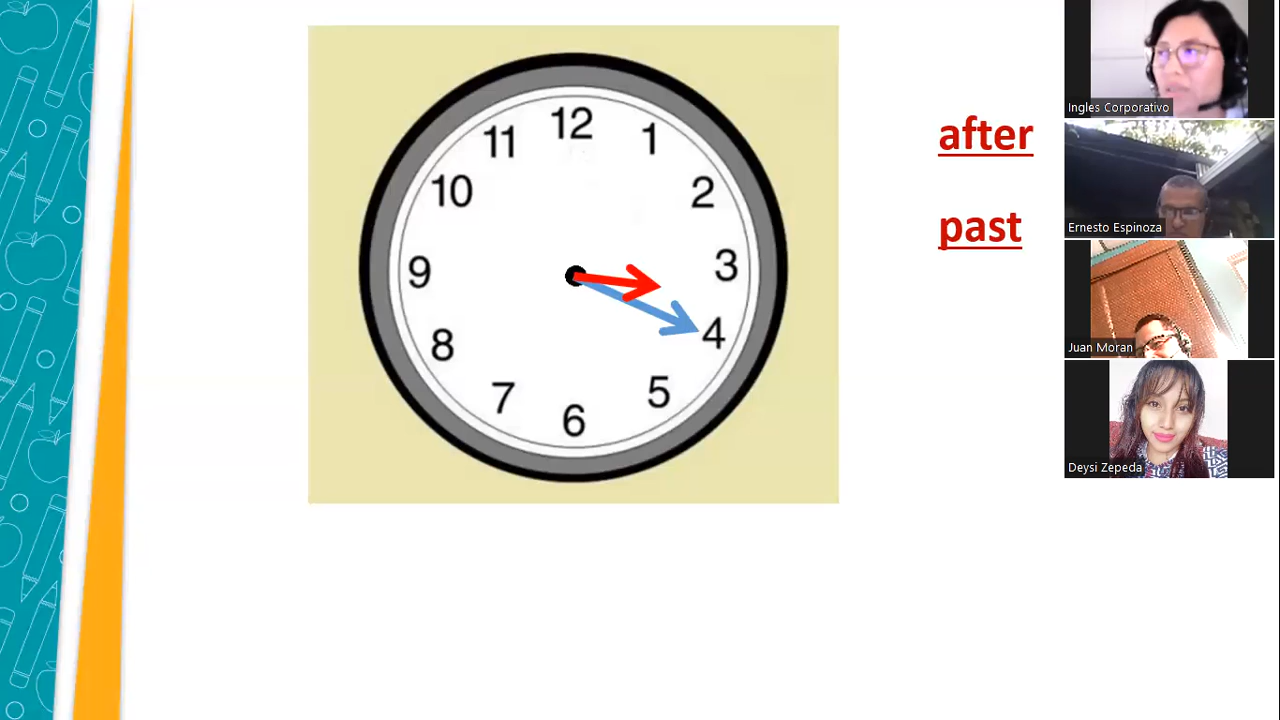 12
11
1
10
2
9
3
8
4
7
5
6
after
past
Ingles Corporativo
Ernesto Espinoza
Juan Moran
Deysi Zepeda